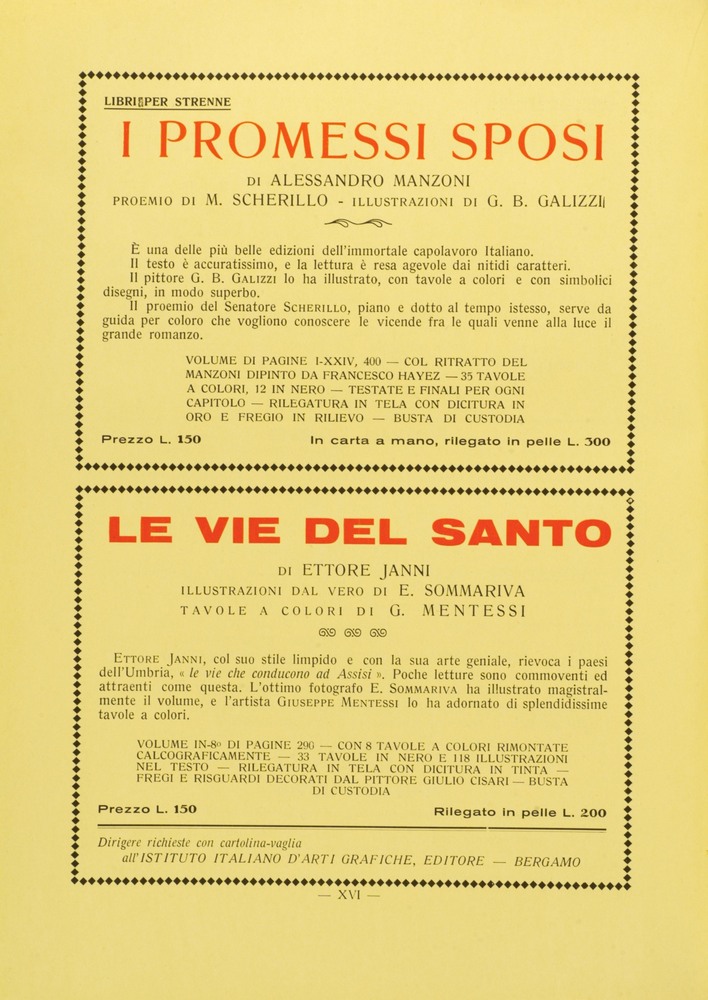 LIBRI PER STRENNE
I PROMESSI SPOSI
DI ALESSANDRO MANZONI
PROEMIO DI M. SCHERILLO - ILLUSTRAZIONI DI G. B. GALIZZI
È una delle più belle edizioni dell'immortale capolavoro Italiano.
Il testo è accuratissimo, e la lettura è resa agevole dai nitidi caratteri.
Il pittore G. B. GALIZZI lo ha illustrato, con tavole a colori e con simbolici
disegni, in modo superbo.
Il proemio del Senatore SCHERILLO, piano e dotto al tempo istesso, serve da
guida per coloro che vogliono conoscere le vicende fra le quali venne alla luce il
grande romanzo.
VOLUME DI PAGINE I-XXIV, 400 — COL RITRATTO DEL
MANZONI DIPINTO DA FRANCESCO HAYEZ — 35 TAVOLE
A COLORI, 12 IN NERO — TESTATE E FINALI PER OGNI
CAPITOLO — RILEGATURA IN TELA CON DICITURA IN
ORO E FREGIO IN RILIEVO — BUSTA DI CUSTODIA
Prezzo L. 150 In carta a mano, rilegato in pelle L. 300
LE VIE DEL SANTO
DI ETTORE JANNI
ILLUSTRAZIONI DAL VERO DI E. SOMMARIVA
TAVOLE A COLORI DI G. MENTESSI
ETTORE JANNI, col suo stile limpido e con la sua arte geniale, rievoca i paesi
dell'Umbria, « le vie che conducono ad Assisi ». Poche letture sono commoventi ed
attraenti come questa. L'ottimo fotografo E. SOMMARIVA ha illustrato magistral-
mente il volume, e l'artista GIUSEPPE MENTESSI lo ha adornato di splendidissime
tavole a colori.
VOLUME IN-8º DI PAGINE 296 — CON 8 TAVOLE A COLORI RIMONTATE
CALCOGRAFICAMENTE — 33 TAVOLE IN NERO E 118 ILLUSTRAZIONI
NEL TESTO — RILEGATURA IN TELA CON DICITURA IN TINTA —
FREGI E RISGUARDI DECORATI DAL PITTORE GIULIO CISARI — BUSTA
DI CUSTODIA
Prezzo L. 150 Rilegato in pelle L. 200
Dirigere richieste con cartolina-vaglia
all'ISTITUTO ITALIANO D'ARTI GRAFICHE, EDITORE — BERGAMO
— XVI —